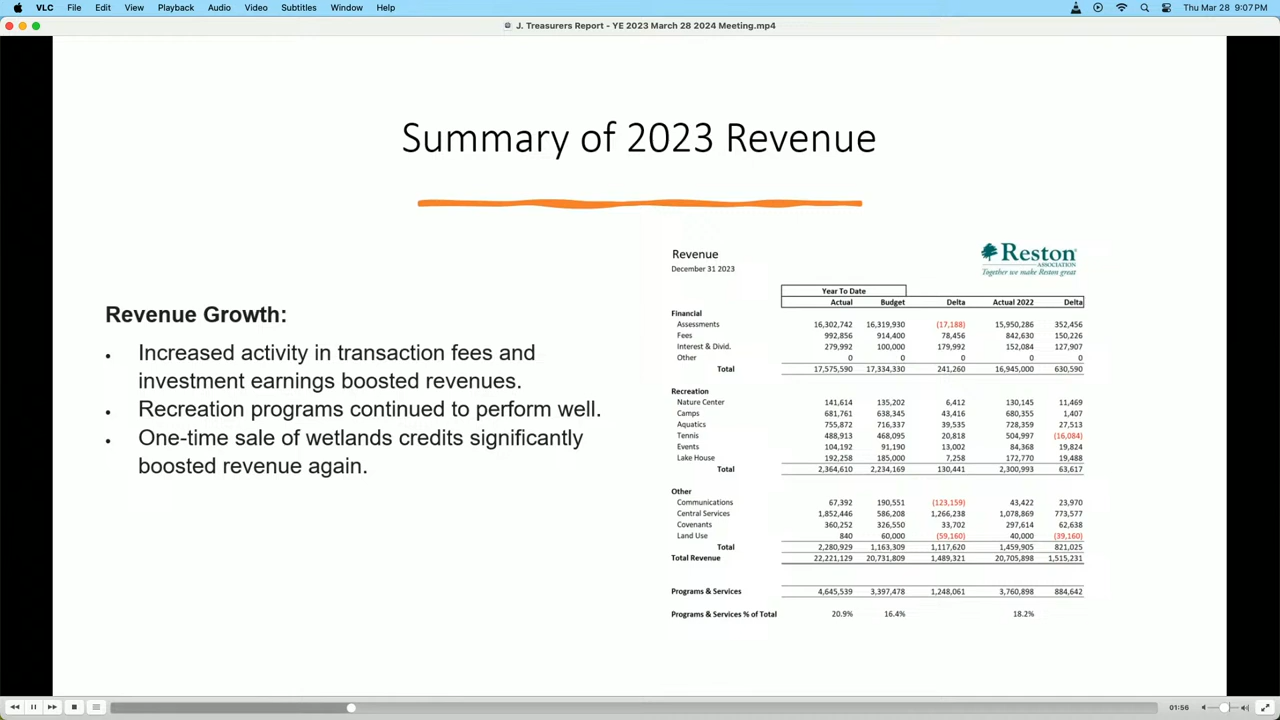 VLC File Edit View Playback Audio Video Subtitles Window Help Thu Mar 28 9:07 PM
J. Treasurers Report - YE 2023 March 28 2024 Meeting.mp4
Summary of 2023 Revenue
Revenue Growth:
• Increased activity in transaction fees and
investment earnings boosted revenues.
• Recreation programs continued to perform well.
• One-time sale of wetlands credits significantly
boosted revenue again.
Revenue
December 31 2023
Reston
ASSOCIATION
Together we make Reston great
Year To Date
Actual Budget Delta Actual 2022 Delta
Financial
Assessments 16,302,742 16,319,930 (17,188) 15,950,286 352,456
Fees 992,856 914,400 78,456 842,630 150,226
Interest & Divid. 279,992 100,000 179,992 152,084 127,907
Other 0 0 0 0 0
Total 17,575,590 17,334,330 241,260 16,945,000 630,590
Recreation
Nature Center 141,614 135,202 6,412 130,145 11,469
Camps 681,761 638,345 43,416 680,355 1,407
Aquatics 755,872 716,337 39,535 728,359 27,513
Tennis 488,913 468,095 20,818 504,997 (16,084)
Events 104,192 91,190 13,002 84,368 19,824
Lake House 192,258 185,000 7,258 172,770 19,488
Total 2,364,610 2,234,169 130,441 2,300,993 63,617
Other
Communications 67,392 190,551 (123,159) 43,422 23,970
Central Services 1,852,446 586,208 1,266,238 1,078,869 773,577
Covenants 360,252 326,550 33,702 297,614 62,638
Land Use 840 60,000 (59,160) 40,000 (39,160)
Total 2,280,929 1,163,309 1,117,620 1,459,905 821,025
Total Revenue 22,221,129 20,731,809 1,489,321 20,705,898 1,515,231
Programs & Services 4,645,539 3,397,478 1,248,061 3,760,898 884,642
Programs & Services % of Total 20.9% 16.4% 18.2%
01:56